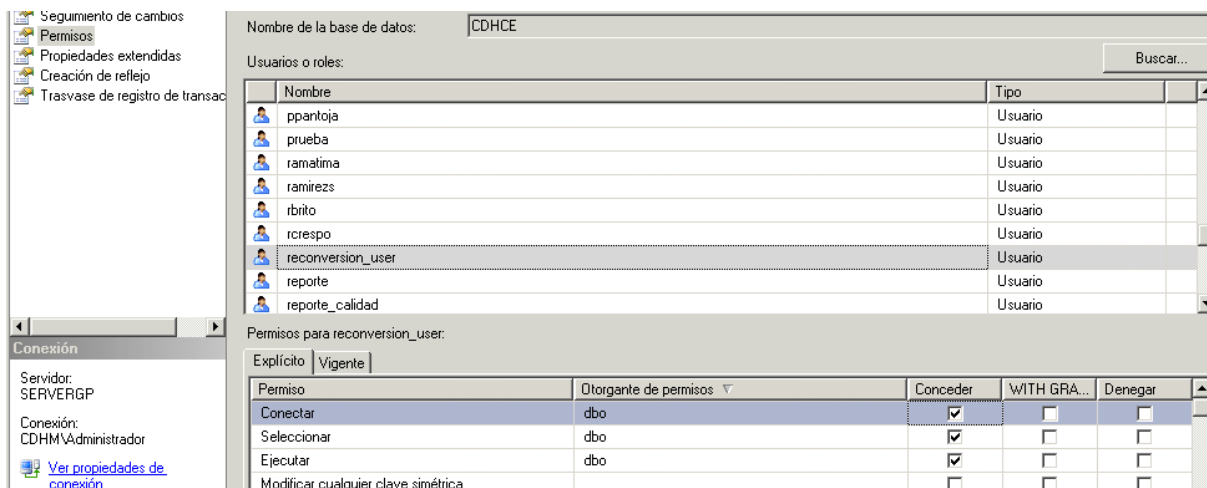 Seguimiento de cambios
Permisos
Propiedades extendidas
Creación de reflejo
Trasvase de registro de transac
Conexión
Servidor:
SERVERGP
Conexión:
CDHM\Administrador
Ver propiedades de
conexión
Nombre de la base de datos: CDHCE
Usuarios o roles: Buscar...
Nombre Tipo
ppantoja Usuario
prueba Usuario
ramatima Usuario
ramirezs Usuario
rbrito Usuario
rcrespo Usuario
reconversion_user Usuario
reporte Usuario
reporte_calidad Usuario
Permisos para reconversion_user:
Explícito Vigente
Permiso Otorgante de permisos Conceder WITH GRA... Denegar
Conectar dbo
Seleccionar dbo
Ejecutar dbo
Modificar cualquier clave simétrica